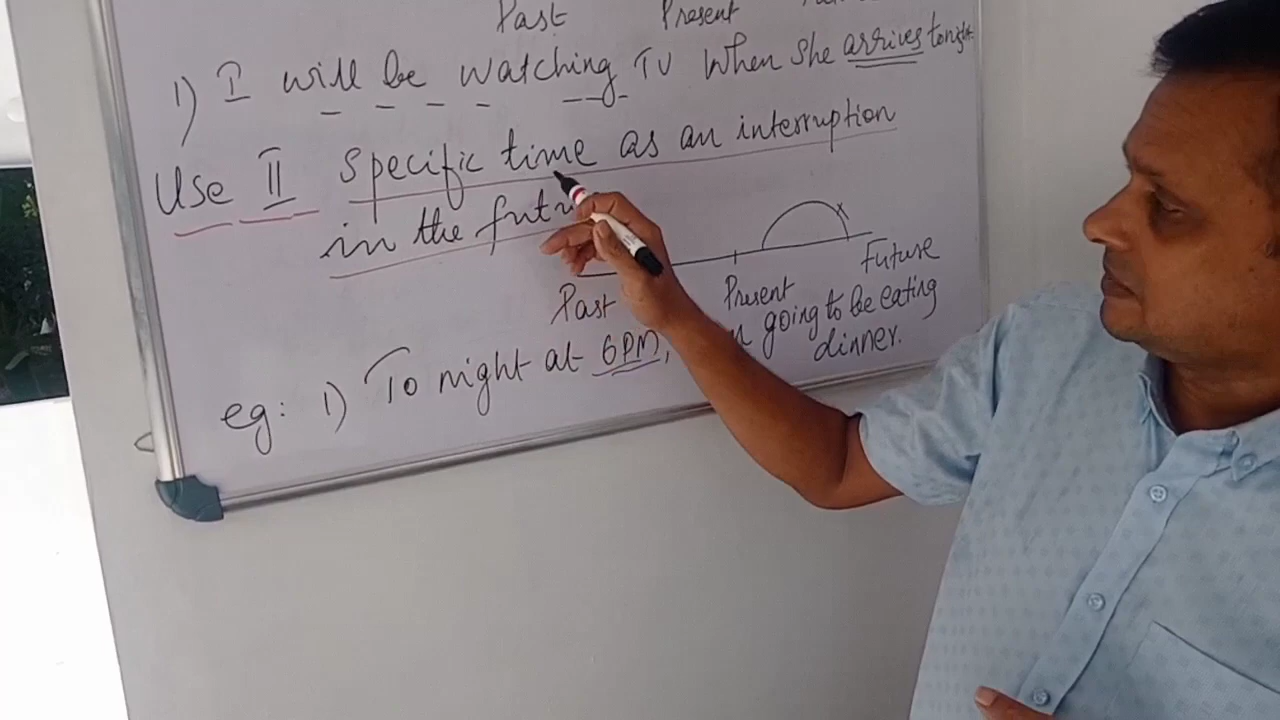 Past Present
1) I will be watching TV when she arrives tonight
Use II Specific time as an interruption
in the
Past Present Future
eg: 1) To night at 6PM, going to be eating
dinner.